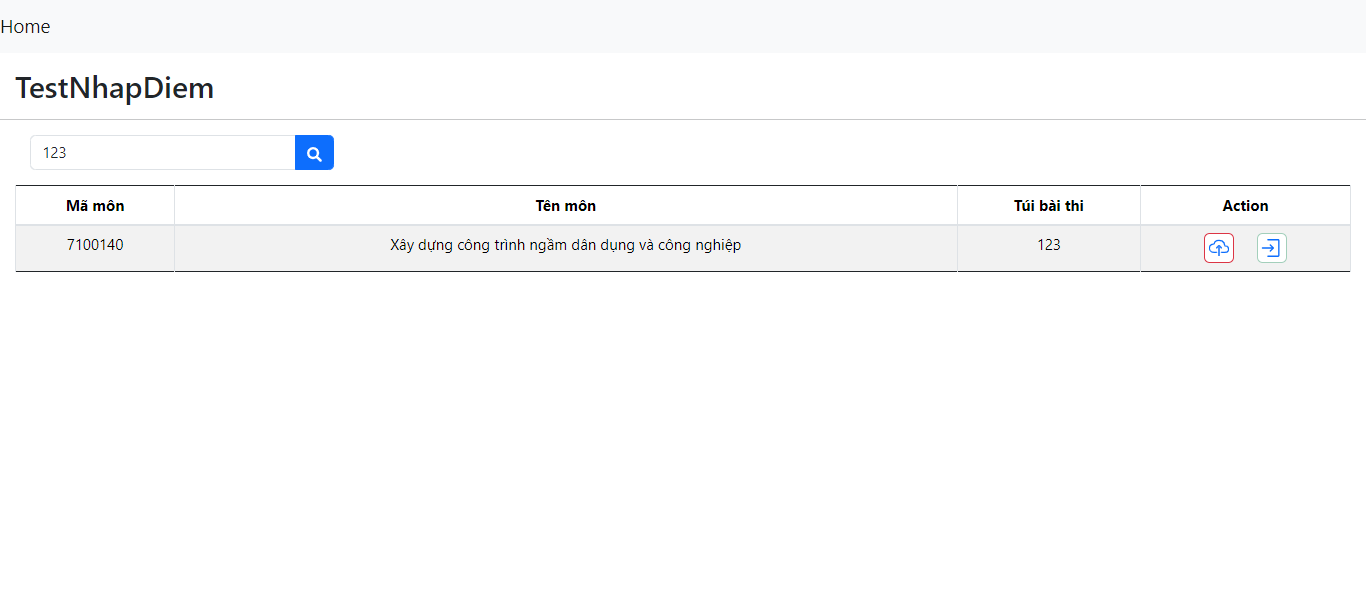 Home
TestNhapDiem
123
Mã môn Tên môn Túi bài thi Action
7100140 Xây dựng công trình ngầm dân dụng và công nghiệp 123